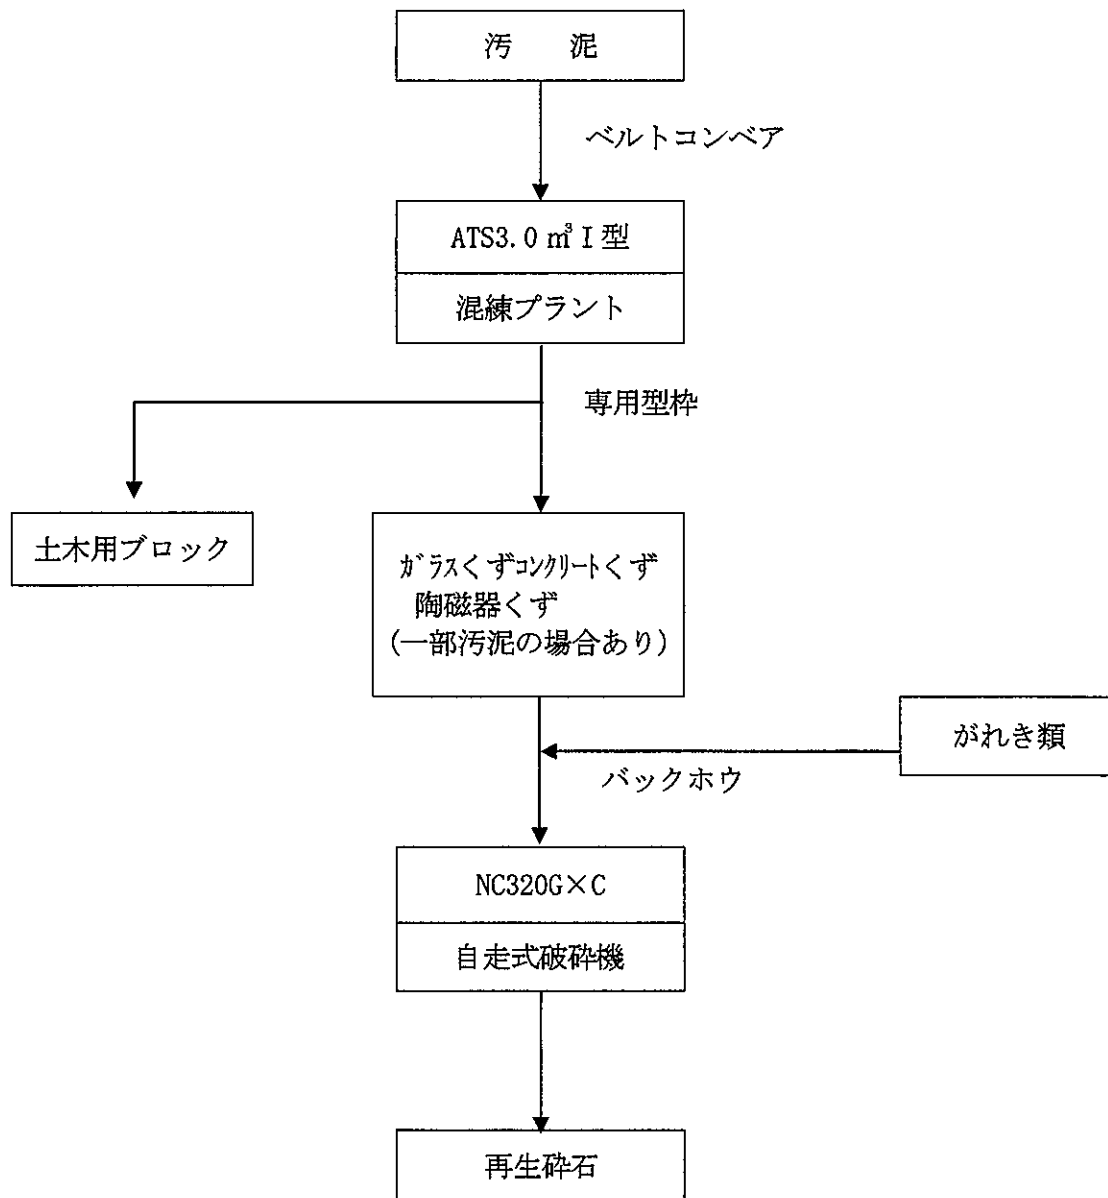 汚　　泥
ベルトコンベア
ATS3.0㎥Ⅰ型
混練プラント
専用型枠
土木用ブロック
ｶﾞﾗｽくずｺﾝｸﾘｰﾄくず
陶磁器くず
(一部汚泥の場合あり)
がれき類
バックホウ
NC320G×C
自走式破砕機
再生砕石